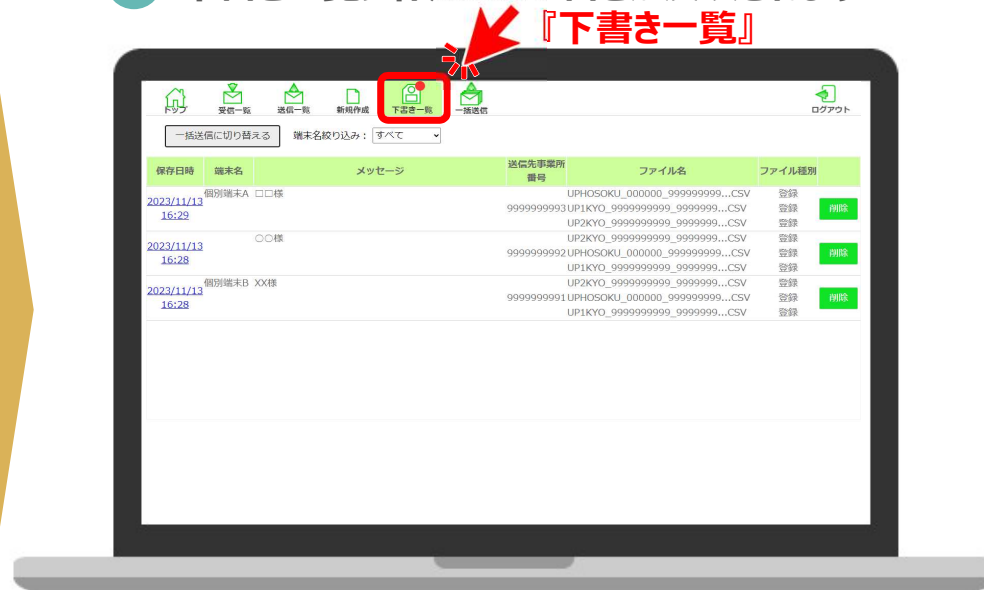 『下書き一覧』
トップ 受信一覧 送信一覧 新規作成 下書き一覧 一括送信 ログアウト
一括送信に切り替える 端末名絞り込み: すべて
保存日時 端末名 メッセージ 送信先事業所番号 ファイル名 ファイル種別
個別端末A □□様 UPHOSOKU_000000_999999999...CSV 登録
2023/11/13 16:29 9999999993 UP1KYO_9999999999_9999999...CSV 登録 削除
UP2KYO_9999999999_9999999...CSV 登録
〇〇様 UP2KYO_9999999999_9999999...CSV 登録
2023/11/13 16:28 9999999992 UPHOSOKU_000000_999999999...CSV 登録 削除
UP1KYO_9999999999_9999999...CSV 登録
個別端末B XX様 UP2KYO_9999999999_9999999...CSV 登録
2023/11/13 16:28 9999999991 UPHOSOKU_000000_999999999...CSV 登録 削除
UP1KYO_9999999999_9999999...CSV 登録